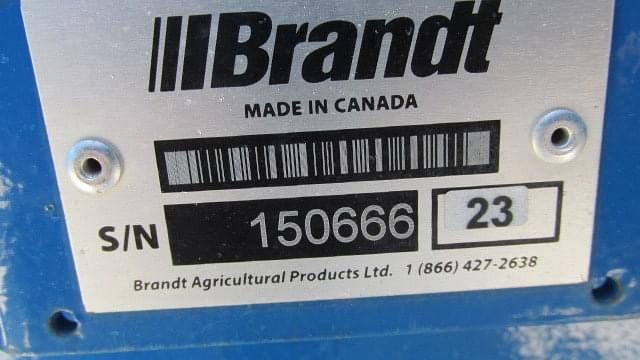 Brandt
MADE IN CANADA
S/N 150666 23
Brandt Agricultural Products Ltd. 1 (866) 427-2638